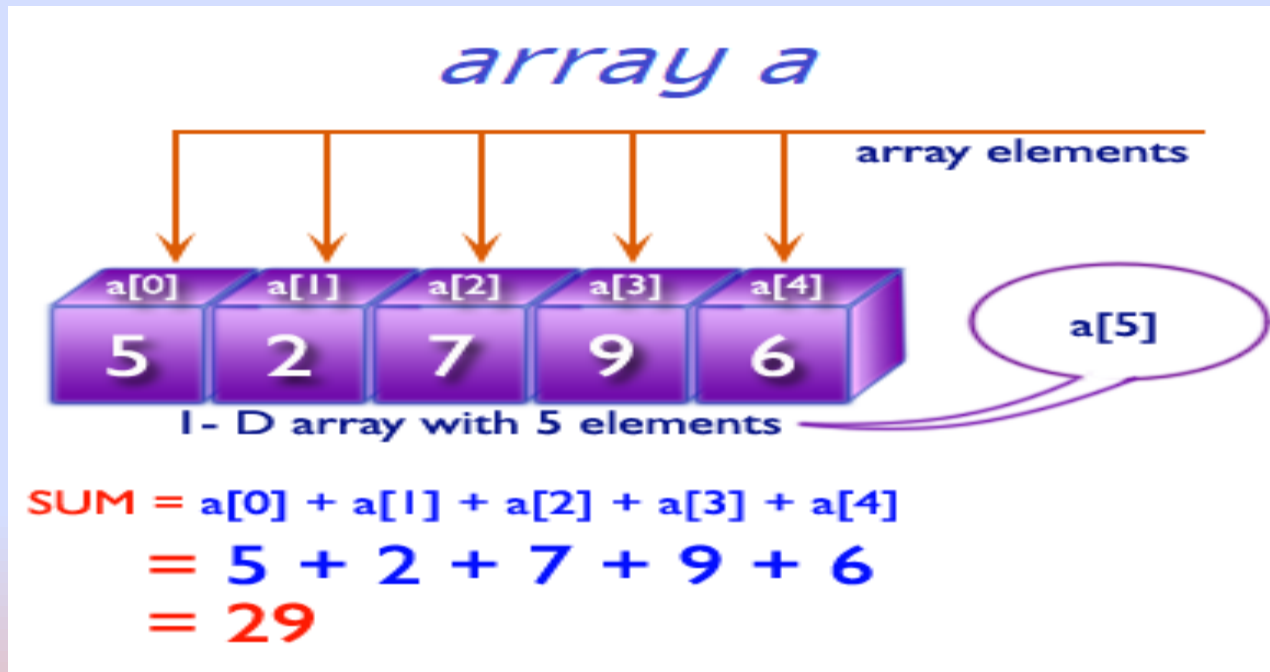 array a
array elements
a[0] a[1] a[2] a[3] a[4]
a[5]
5 2 7 9 6
1- D array with 5 elements
SUM = a[0] + a[1] + a[2] + a[3] + a[4]
= 5 + 2 + 7 + 9 + 6
= 29